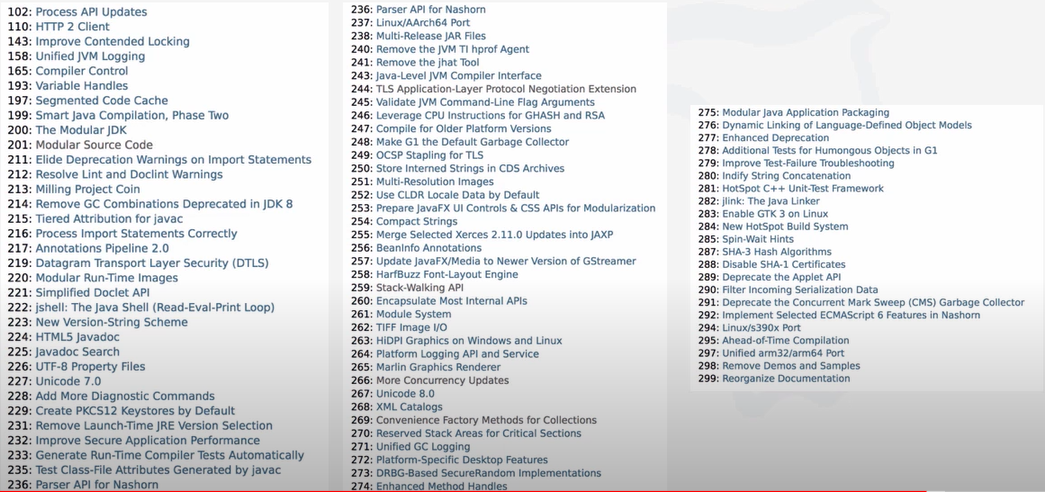 102: Process API Updates
110: HTTP 2 Client
143: Improve Contended Locking
158: Unified JVM Logging
165: Compiler Control
193: Variable Handles
197: Segmented Code Cache
199: Smart Java Compilation, Phase Two
200: The Modular JDK
201: Modular Source Code
211: Elide Deprecation Warnings on Import Statements
212: Resolve Lint and Doclint Warnings
213: Milling Project Coin
214: Remove GC Combinations Deprecated in JDK 8
215: Tiered Attribution for javac
216: Process Import Statements Correctly
217: Annotations Pipeline 2.0
219: Datagram Transport Layer Security (DTLS)
220: Modular Run-Time Images
221: Simplified Doclet API
222: jshell: The Java Shell (Read-Eval-Print Loop)
223: New Version-String Scheme
224: HTML5 Javadoc
225: Javadoc Search
226: UTF-8 Property Files
227: Unicode 7.0
228: Add More Diagnostic Commands
229: Create PKCS12 Keystores by Default
231: Remove Launch-Time JRE Version Selection
232: Improve Secure Application Performance
233: Generate Run-Time Compiler Tests Automatically
235: Test Class-File Attributes Generated by javac
236: Parser API for Nashorn
236: Parser API for Nashorn
237: Linux/AArch64 Port
238: Multi-Release JAR Files
240: Remove the JVM TI hprof Agent
241: Remove the jhat Tool
243: Java-Level JVM Compiler Interface
244: TLS Application-Layer Protocol Negotiation Extension
245: Validate JVM Command-Line Flag Arguments
246: Leverage CPU Instructions for GHASH and RSA
247: Compile for Older Platform Versions
248: Make G1 the Default Garbage Collector
249: OCSP Stapling for TLS
250: Store Interned Strings in CDS Archives
251: Multi-Resolution Images
252: Use CLDR Locale Data by Default
253: Prepare JavaFX UI Controls & CSS APIs for Modularization
254: Compact Strings
255: Merge Selected Xerces 2.11.0 Updates into JAXP
256: BeanInfo Annotations
257: Update JavaFX/Media to Newer Version of GStreamer
258: HarfBuzz Font-Layout Engine
259: Stack-Walking API
260: Encapsulate Most Internal APIs
261: Module System
262: TIFF Image I/O
263: HiDPI Graphics on Windows and Linux
264: Platform Logging API and Service
265: Marlin Graphics Renderer
266: More Concurrency Updates
267: Unicode 8.0
268: XML Catalogs
269: Convenience Factory Methods for Collections
270: Reserved Stack Areas for Critical Sections
271: Unified GC Logging
272: Platform-Specific Desktop Features
273: DRBG-Based SecureRandom Implementations
274: Enhanced Method Handles
275: Modular Java Application Packaging
276: Dynamic Linking of Language-Defined Object Models
277: Enhanced Deprecation
278: Additional Tests for Humongous Objects in G1
279: Improve Test-Failure Troubleshooting
280: Indify String Concatenation
281: HotSpot C++ Unit-Test Framework
282: jlink: The Java Linker
283: Enable GTK 3 on Linux
284: New HotSpot Build System
285: Spin-Wait Hints
287: SHA-3 Hash Algorithms
288: Disable SHA-1 Certificates
289: Deprecate the Applet API
290: Filter Incoming Serialization Data
291: Deprecate the Concurrent Mark Sweep (CMS) Garbage Collector
292: Implement Selected ECMAScript 6 Features in Nashorn
294: Linux/s390x Port
295: Ahead-of-Time Compilation
297: Unified arm32/arm64 Port
298: Remove Demos and Samples
299: Reorganize Documentation